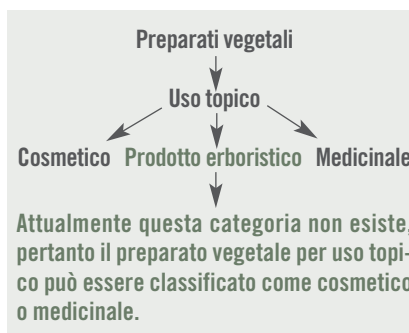 Preparati vegetali
Uso topico
Cosmetico Prodotto erboristico Medicinale
Attualmente questa categoria non esiste,
pertanto il preparato vegetale per uso topi-
co può essere classificato come cosmetico
o medicinale.